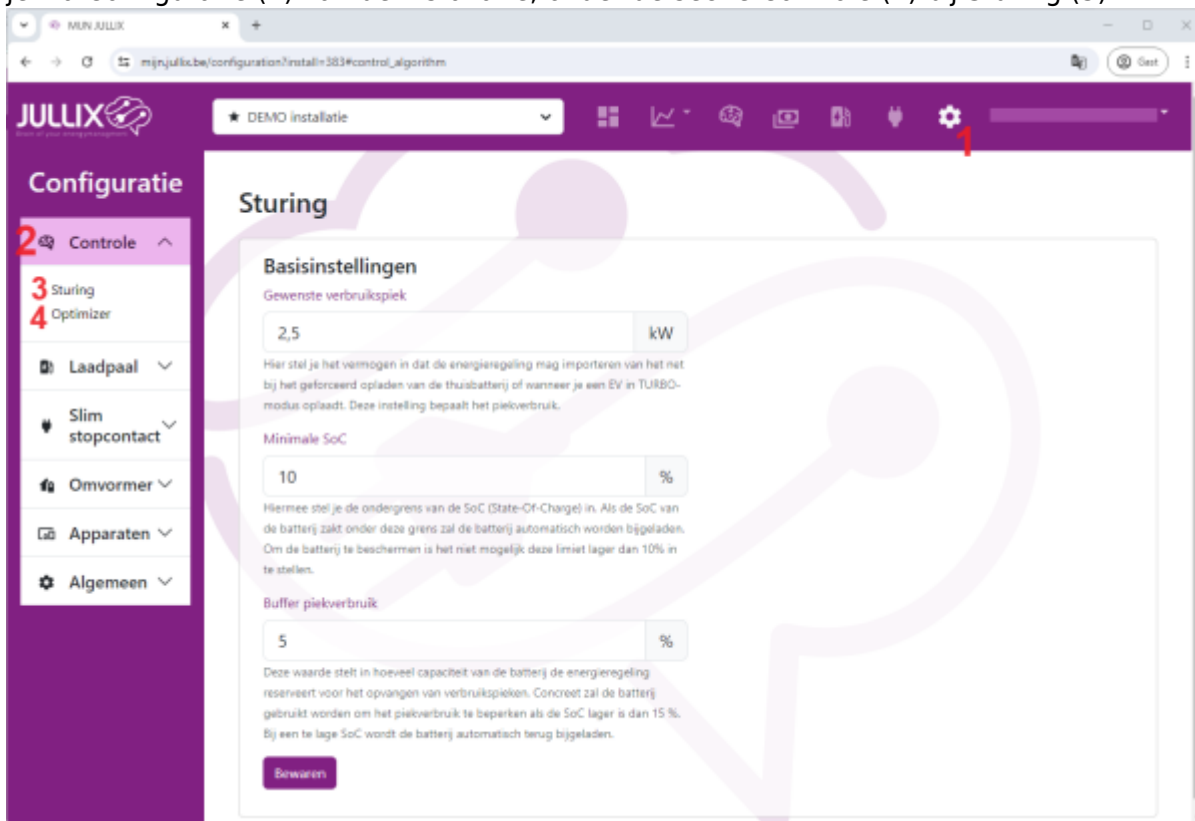 MIJN JULLIX
mijn.jullix.be/configuration?install=383#control_algorithm
Gast
JULLIX
★ DEMO installatie
1
Configuratie
2 Controle
3 Sturing
4 Optimizer
Laadpaal
Slim
stopcontact
Omvormer
Apparaten
Algemeen
Sturing
Basisinstellingen
Gewenste verbruikspiek
2,5 kW
Hier stel je het vermogen in dat de energieregeling mag importeren van het net
bij het geforceerd opladen van de thuisbatterij of wanneer je een EV in TURBO-
modus oplaadt. Deze instelling bepaalt het piekverbruik.
Minimale SoC
10 %
Hiermee stel je de ondergrens van de SoC (State-Of-Charge) in. Als de SoC van
de batterij zakt onder deze grens zal de batterij automatisch worden bijgeladen.
Om de batterij te beschermen is het niet mogelijk deze limiet lager dan 10% in
te stellen.
Buffer piekverbruik
5 %
Deze waarde stelt in hoeveel capaciteit van de batterij de energieregeling
reserveert voor het opvangen van verbruikspieken. Concreet zal de batterij
gebruikt worden om het piekverbruik te beperken als de SoC lager is dan 15 %.
Bij een te lage SoC wordt de batterij automatisch terug bijgeladen.
Bewaren